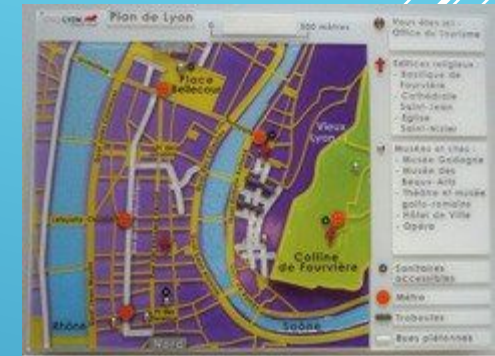 LYON
Plan de Lyon
0
500 mètres
Place
Bellecour
Vieux
Lyon
Colline
de Fourvière
Rhône
Saône
Nord
Vous êtes ici :
Office du Tourisme
Edifices religieux :
- Basilique de
Fourvière
- Cathédrale
Saint-Jean
- Eglise
Saint-Nizier
Musées et sites :
- Musée Gadagne
- Musée des
Beaux-Arts
- Théâtre et musée
gallo-romains
- Hôtel de Ville
- Opéra
Sanitaires
accessibles
Métro
Traboules
Rues piétonnes